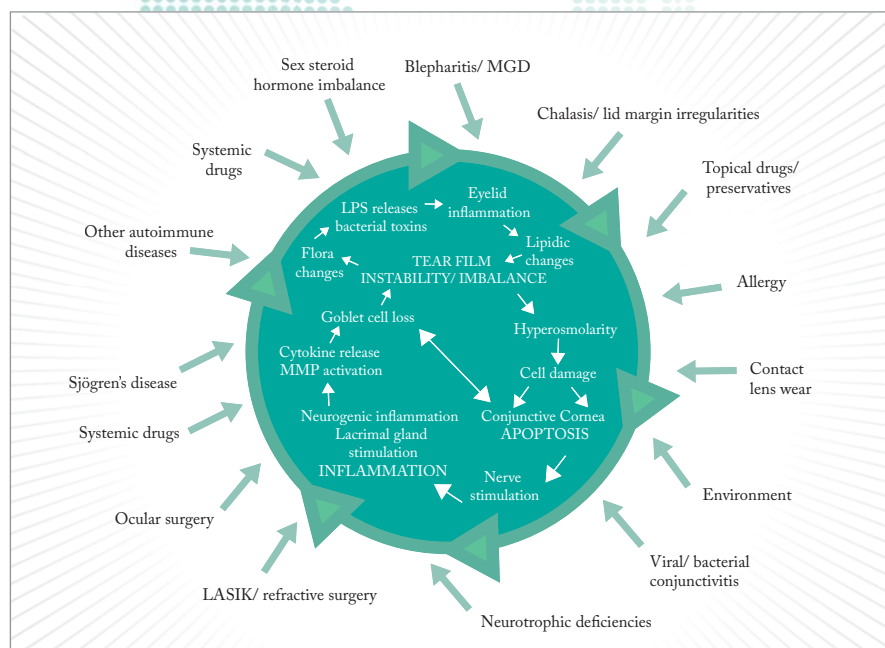 Sex steroid
hormone imbalance
Blepharitis/ MGD
Chalasis/ lid margin irregularities
Topical drugs/
preservatives
Allergy
Contact
lens wear
Environment
Viral/ bacterial
conjunctivitis
Neurotrophic deficiencies
LASIK/ refractive surgery
Ocular surgery
Systemic drugs
Sjögren's disease
Other autoimmune
diseases
Systemic
drugs
LPS releases
bacterial toxins
Eyelid
inflammation
Lipidic
changes
Flora
changes
TEAR FILM
INSTABILITY/ IMBALANCE
Goblet cell loss
Hyperosmolarity
Cytokine release
MMP activation
Cell damage
Neurogenic inflammation
Lacrimal gland
stimulation
INFLAMMATION
Conjunctive Cornea
APOPTOSIS
Nerve
stimulation